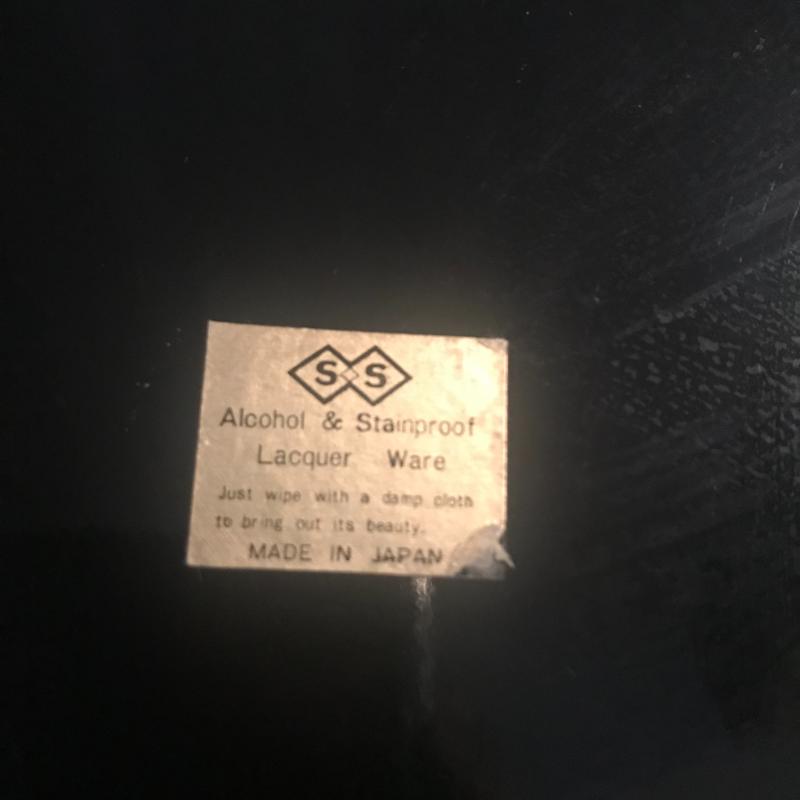 S S
Alcohol & Stainproof
Lacquer Ware
Just wipe with a damp cloth
to bring out its beauty.
MADE IN JAPAN